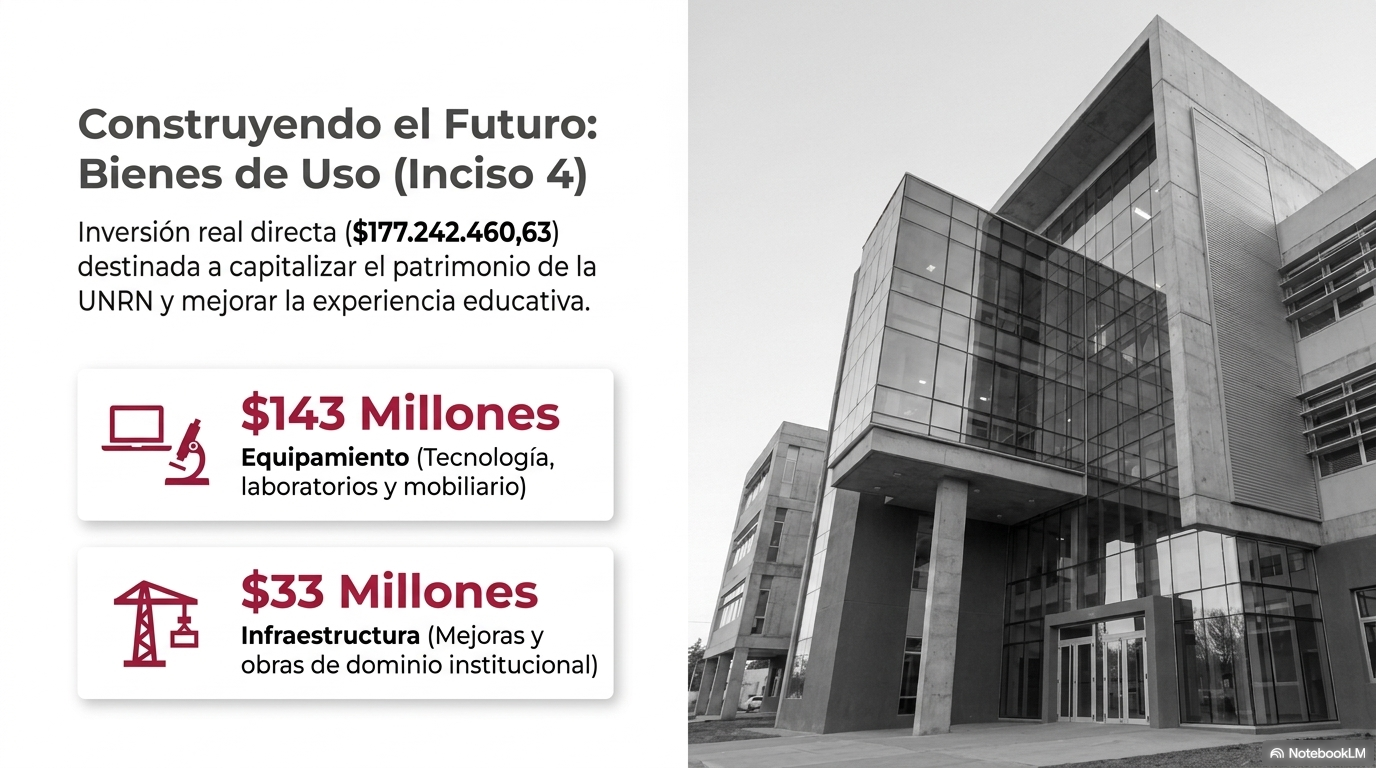 Construyendo el Futuro:
Bienes de Uso (Inciso 4)
Inversión real directa ($177.242.460,63)
destinada a capitalizar el patrimonio de la
UNRN y mejorar la experiencia educativa.
$143 Millones
Equipamiento (Tecnología,
laboratorios y mobiliario)
$33 Millones
Infraestructura (Mejoras y
obras de dominio institucional)
NotebookLM